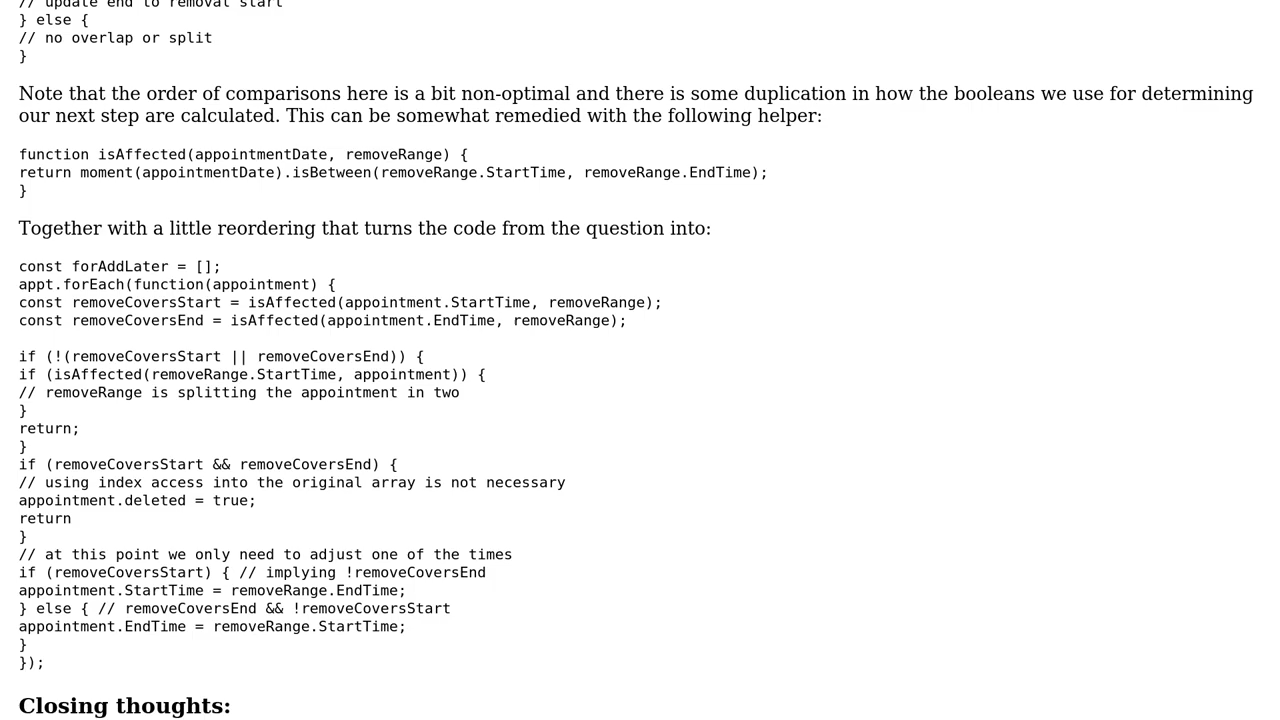 // update end to removal start
} else {
// no overlap or split
}
Note that the order of comparisons here is a bit non-optimal and there is some duplication in how the booleans we use for determining
our next step are calculated. This can be somewhat remedied with the following helper:
function isAffected(appointmentDate, removeRange) {
return moment(appointmentDate).isBetween(removeRange.StartTime, removeRange.EndTime);
}
Together with a little reordering that turns the code from the question into:
const forAddLater = [];
appt.forEach(function(appointment) {
const removeCoversStart = isAffected(appointment.StartTime, removeRange);
const removeCoversEnd = isAffected(appointment.EndTime, removeRange);
if (!(removeCoversStart || removeCoversEnd)) {
if (isAffected(removeRange.StartTime, appointment)) {
// removeRange is splitting the appointment in two
}
return;
}
if (removeCoversStart && removeCoversEnd) {
// using index access into the original array is not necessary
appointment.deleted = true;
return
}
// at this point we only need to adjust one of the times
if (removeCoversStart) { // implying !removeCoversEnd
appointment.StartTime = removeRange.EndTime;
} else { // removeCoversEnd && !removeCoversStart
appointment.EndTime = removeRange.StartTime;
}
});
Closing thoughts: